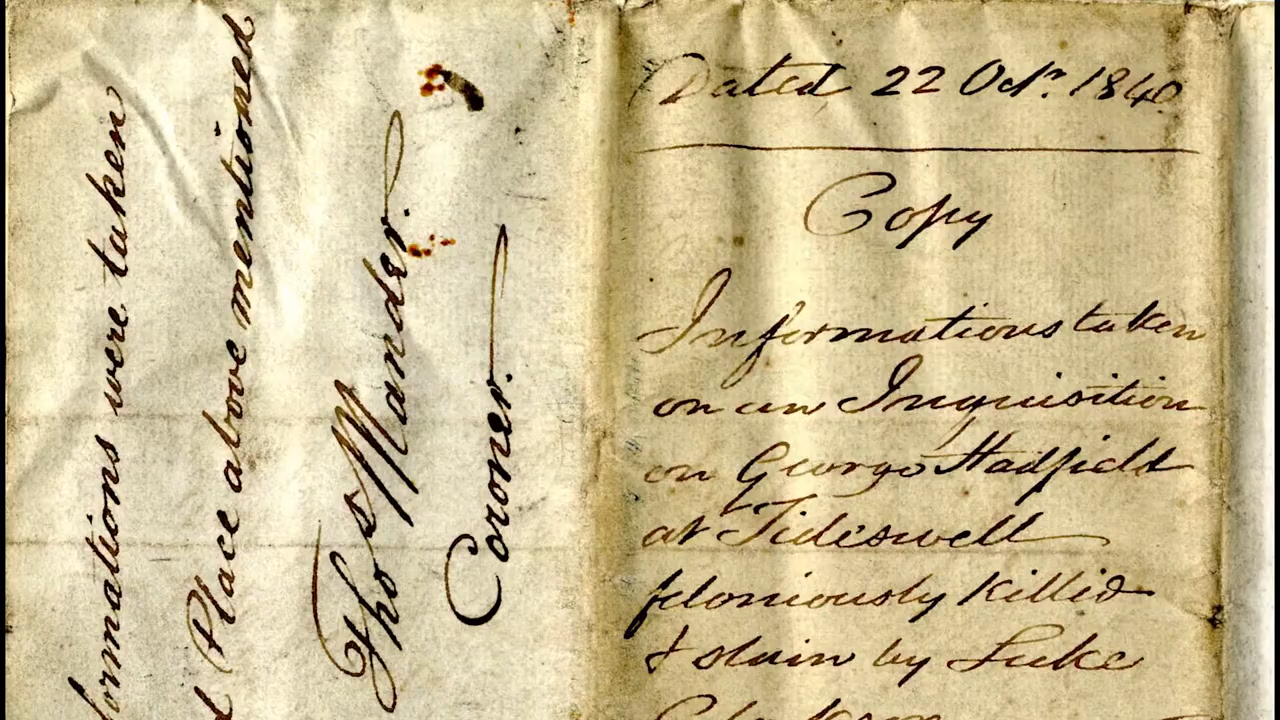 formations were taken
d Place above mentioned
Thos Mander.
Coroner.
Dated 22 Octr. 1840
Copy
Informations taken
on an Inquisition
on George Hadfield
at Tideswell
feloniously killed
& slain by Luke